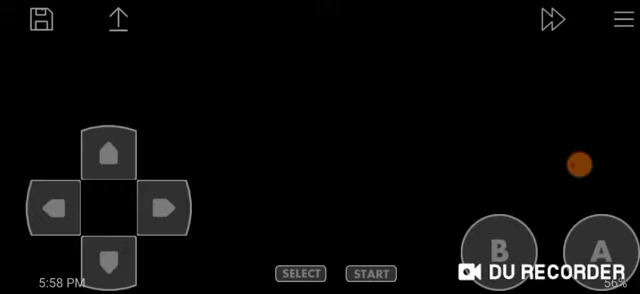 B A
SELECT START
DU RECORDER
5:58 PM
56%